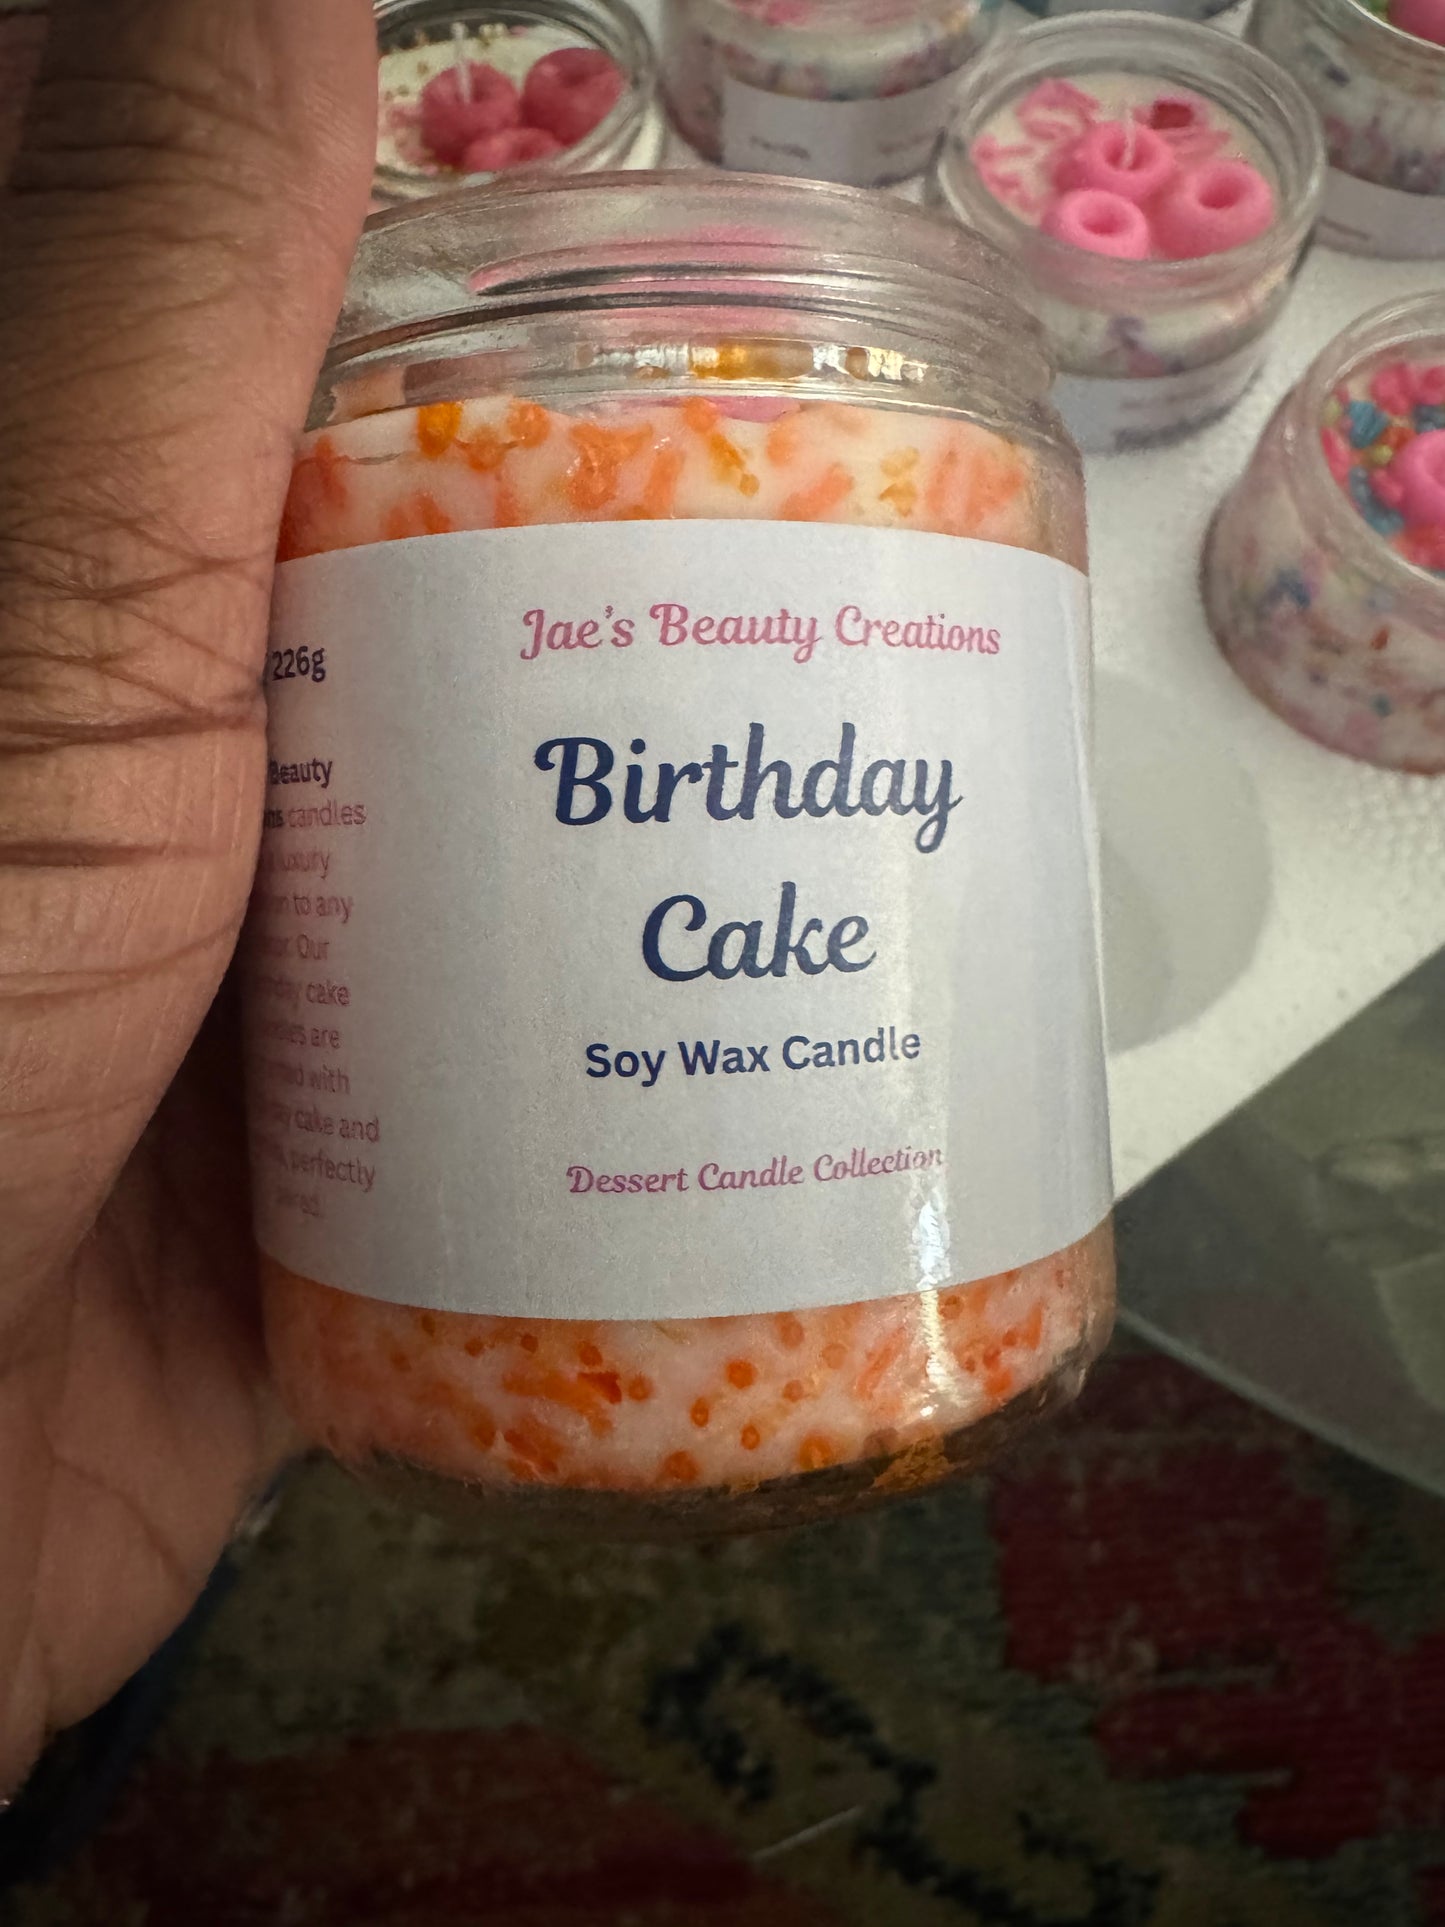 Jae's Beauty Creations
Birthday
Cake
Soy Wax Candle
Dessert Candle Collection
226g
Beauty
candles
luxury
to any
Our
cake
are
with
cake and
perfectly